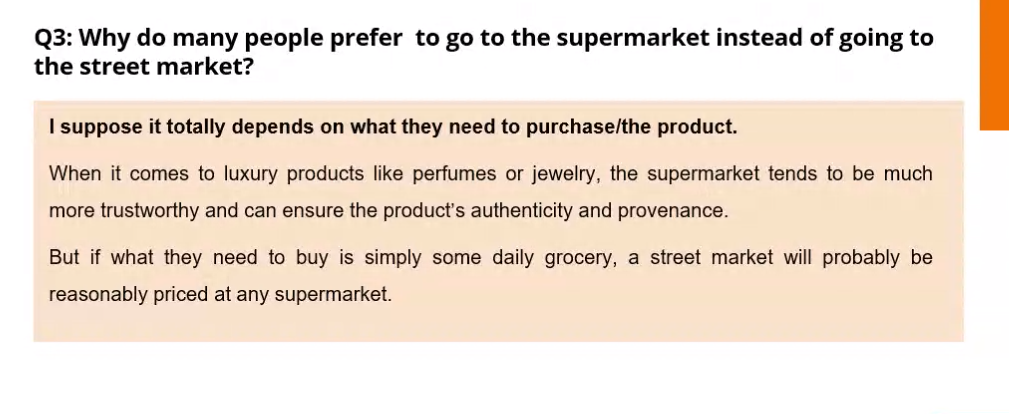 Q3: Why do many people prefer to go to the supermarket instead of going to
the street market?
I suppose it totally depends on what they need to purchase/the product.
When it comes to luxury products like perfumes or jewelry, the supermarket tends to be much
more trustworthy and can ensure the product's authenticity and provenance.
But if what they need to buy is simply some daily grocery, a street market will probably be
reasonably priced at any supermarket.